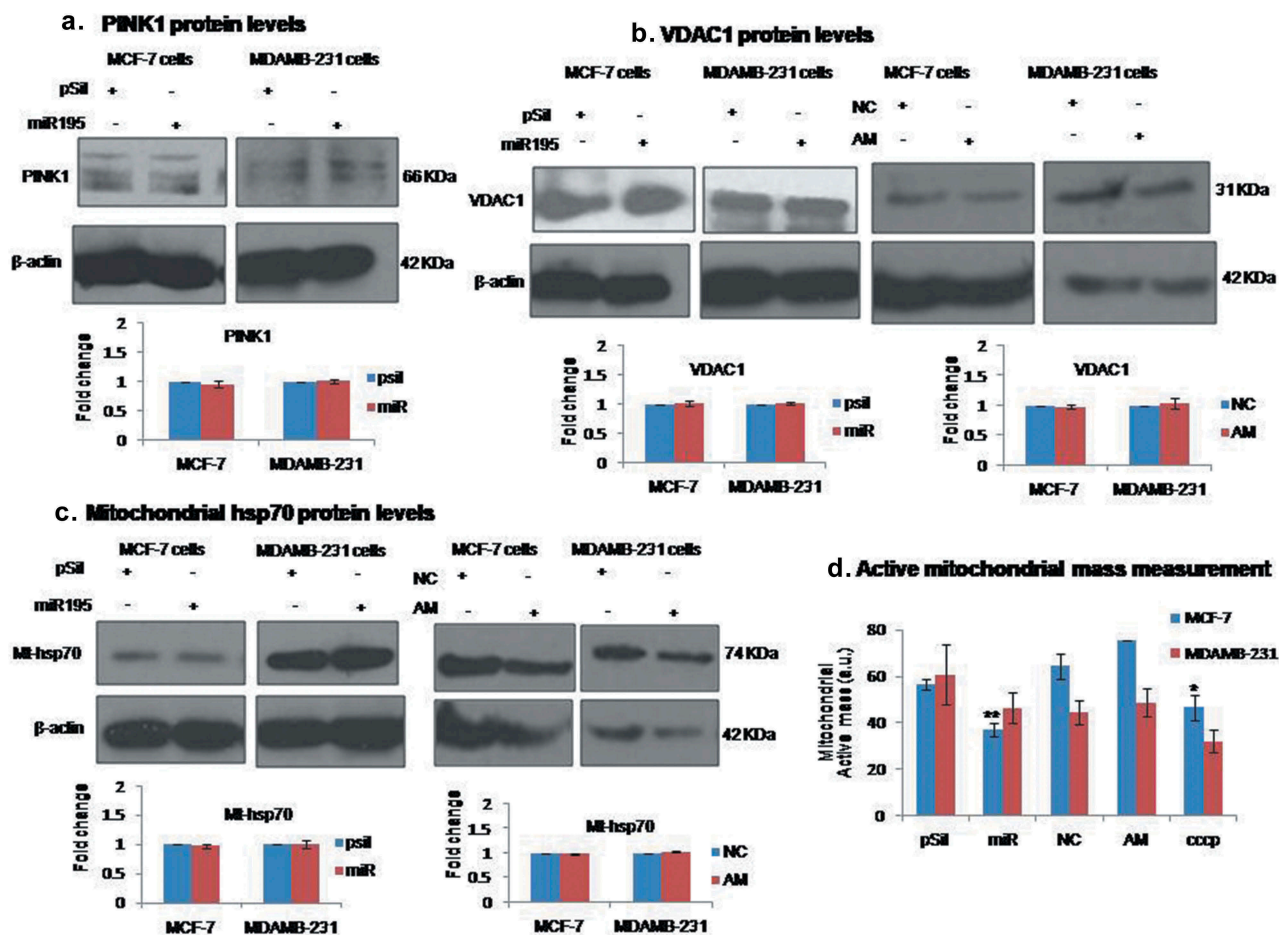 a. PINK1 protein levels
MCF-7 cells MDAMB-231 cells
pSil + - + -
miR195 - + - +
PINK1 66 KDa
β-actin 42 KDa
PINK1
Fold change
2
1.5
1
0.5
0
psil
miR
MCF-7 MDAMB-231
b. VDAC1 protein levels
MCF-7 cells MDAMB-231 cells MCF-7 cells MDAMB-231 cells
pSil + - + - NC + - + -
miR195 - + - + AM - + - +
VDAC1 31 KDa
β-actin 42 KDa
VDAC1
Fold change
2
1.5
1
0.5
0
psil
miR
MCF-7 MDAMB-231
VDAC1
Fold change
2
1.5
1
0.5
0
NC
AM
MCF-7 MDAMB-231
c. Mitochondrial hsp70 protein levels
MCF-7 cells MDAMB-231 cells MCF-7 cells MDAMB-231 cells
pSil + - + - NC + - + -
miR195 - + - + AM - + - +
Mt-hsp70 74 KDa
β-actin 42 KDa
Mt-hsp70
Fold change
2
1.5
1
0.5
0
psil
miR
MCF-7 MDAMB-231
Mt-hsp70
Fold change
2
1.5
1
0.5
0
NC
AM
MCF-7 MDAMB-231
d. Active mitochondrial mass measurement
MCF-7
MDAMB-231
Mitochondrial
Active mass (a.u.)
80
60
40
20
0
** *
pSil miR NC AM cccp